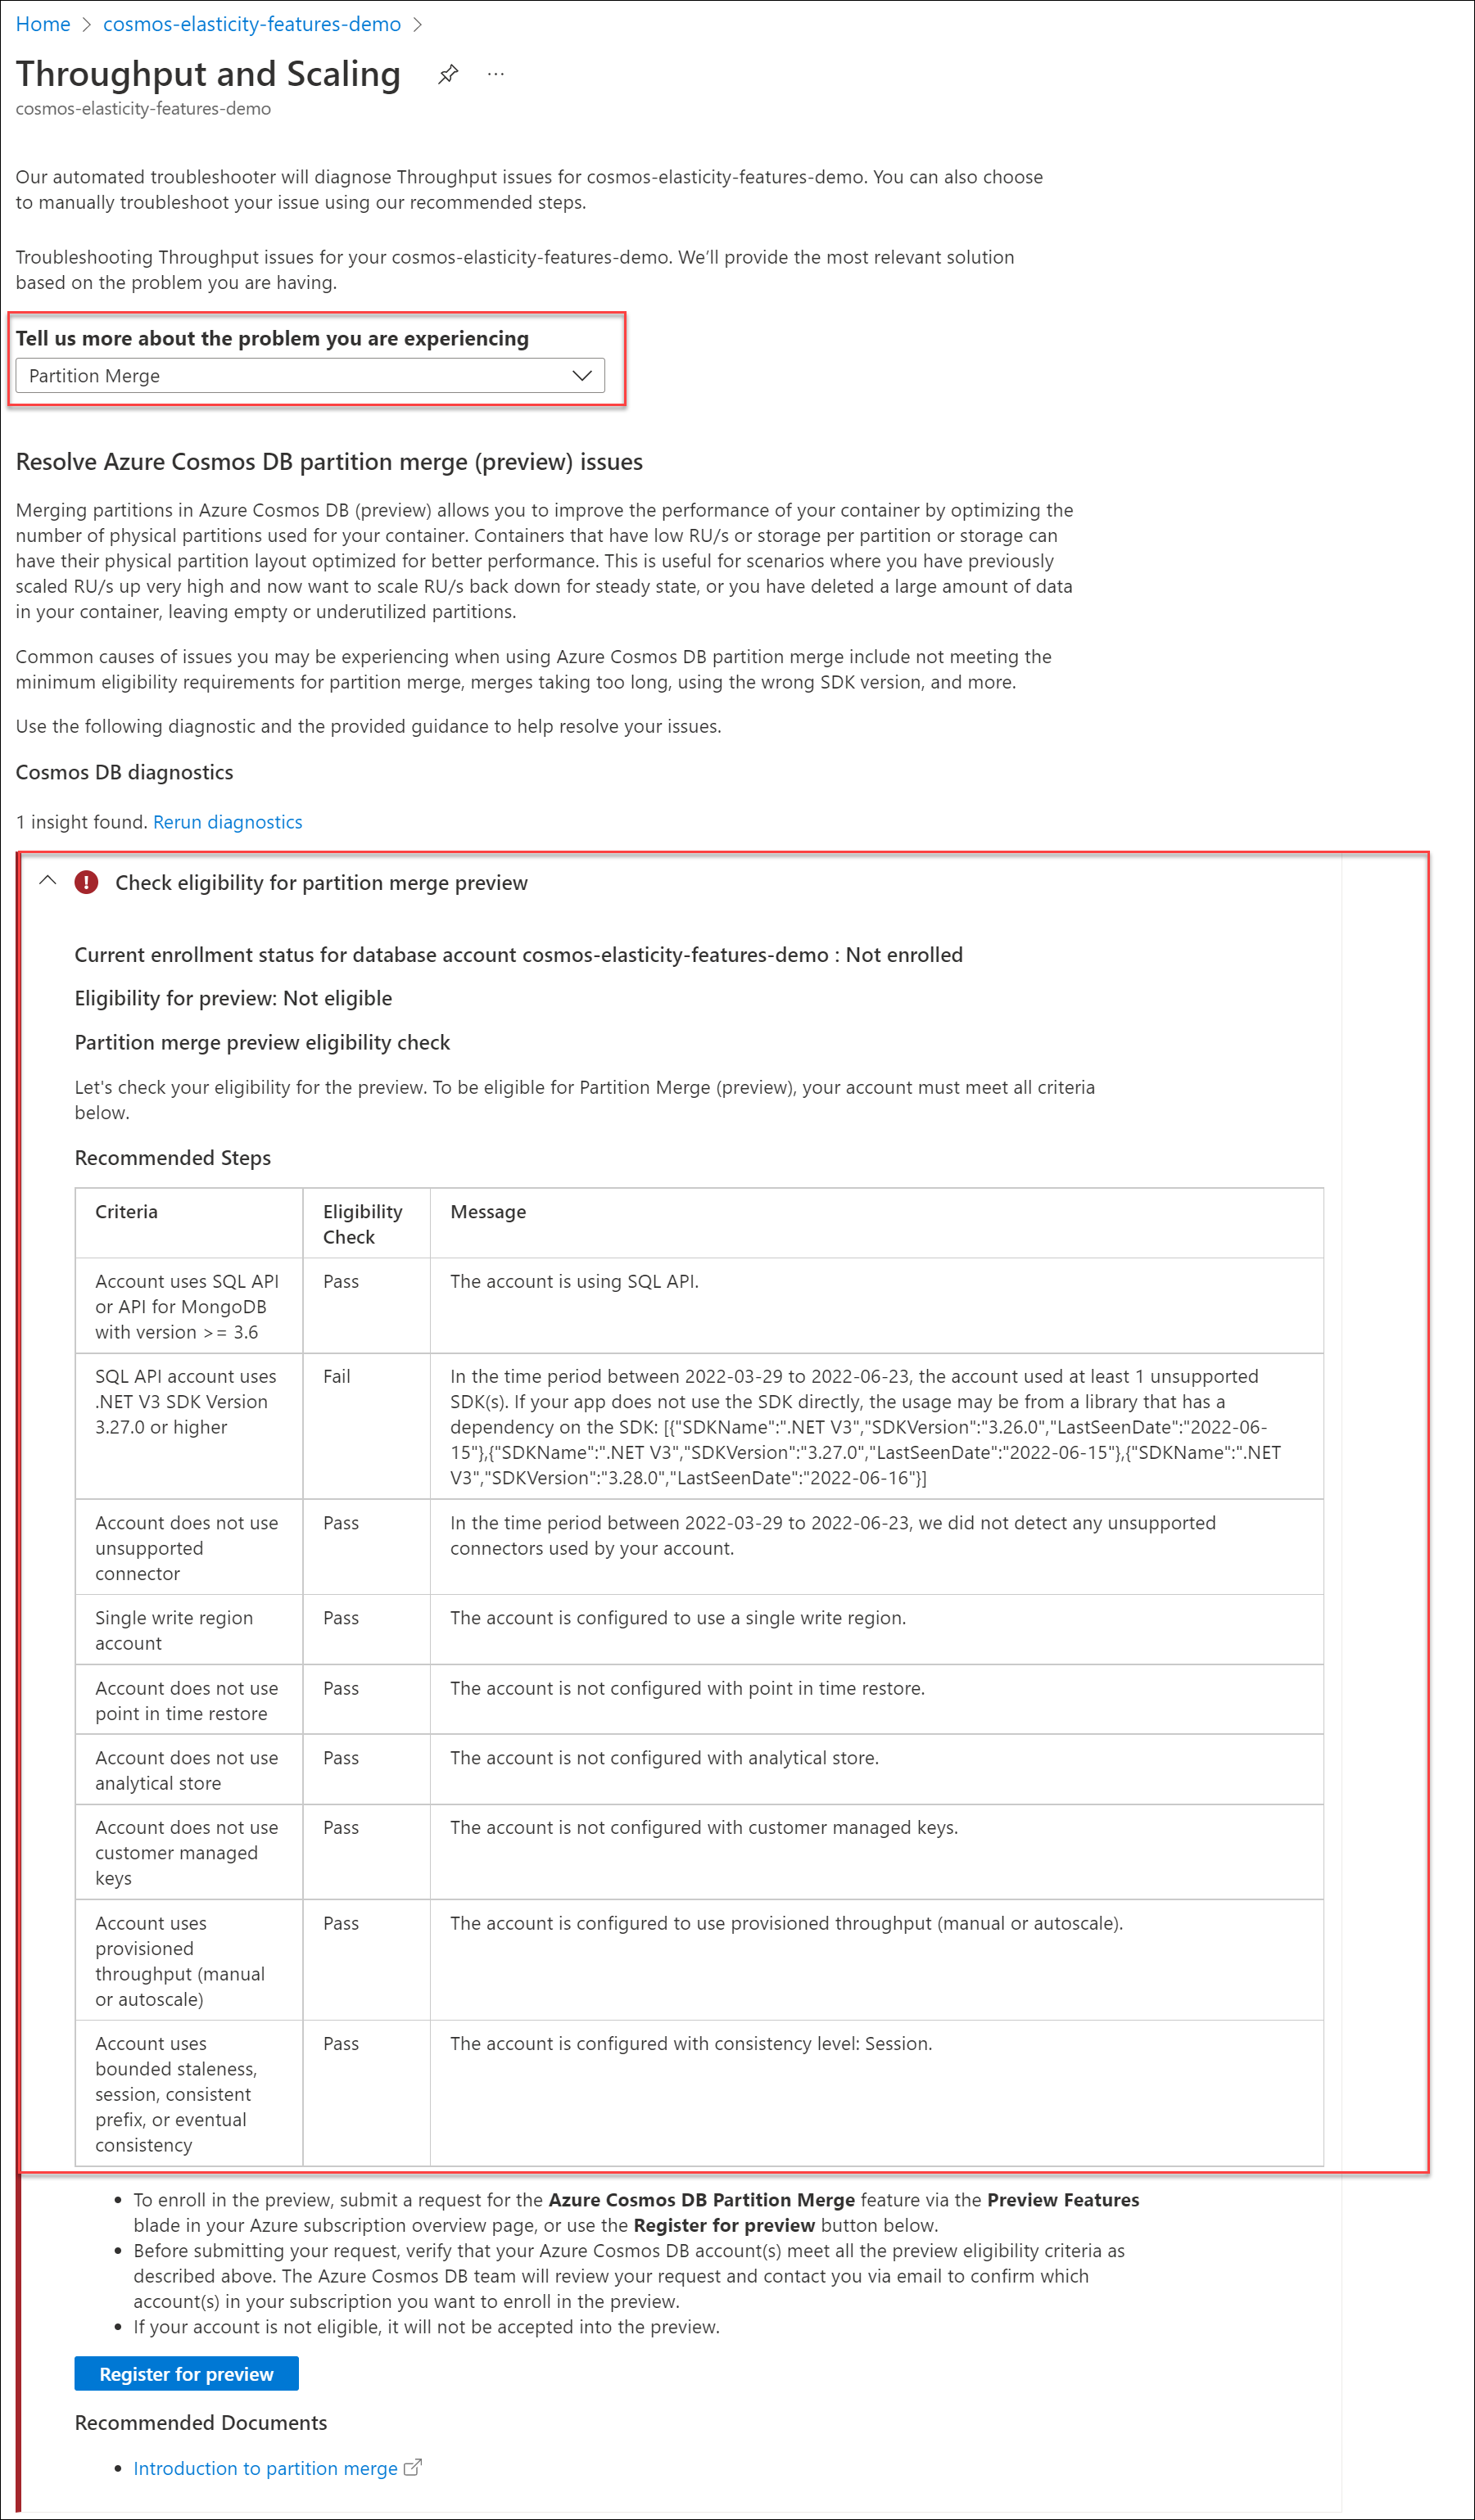 Home > cosmos-elasticity-features-demo >
Throughput and Scaling ...
cosmos-elasticity-features-demo
Our automated troubleshooter will diagnose Throughput issues for cosmos-elasticity-features-demo. You can also choose
to manually troubleshoot your issue using our recommended steps.
Troubleshooting Throughput issues for your cosmos-elasticity-features-demo. We'll provide the most relevant solution
based on the problem you are having.
Tell us more about the problem you are experiencing
Partition Merge
Resolve Azure Cosmos DB partition merge (preview) issues
Merging partitions in Azure Cosmos DB (preview) allows you to improve the performance of your container by optimizing the
number of physical partitions used for your container. Containers that have low RU/s or storage per partition or storage can
have their physical partition layout optimized for better performance. This is useful for scenarios where you have previously
scaled RU/s up very high and now want to scale RU/s back down for steady state, or you have deleted a large amount of data
in your container, leaving empty or underutilized partitions.
Common causes of issues you may be experiencing when using Azure Cosmos DB partition merge include not meeting the
minimum eligibility requirements for partition merge, merges taking too long, using the wrong SDK version, and more.
Use the following diagnostic and the provided guidance to help resolve your issues.
Cosmos DB diagnostics
1 insight found. Rerun diagnostics
Check eligibility for partition merge preview
Current enrollment status for database account cosmos-elasticity-features-demo : Not enrolled
Eligibility for preview: Not eligible
Partition merge preview eligibility check
Let's check your eligibility for the preview. To be eligible for Partition Merge (preview), your account must meet all criteria
below.
Recommended Steps
Criteria
Eligibility
Check
Message
Account uses SQL API
or API for MongoDB
with version >= 3.6
Pass
The account is using SQL API.
SQL API account uses
.NET V3 SDK Version
3.27.0 or higher
Fail
In the time period between 2022-03-29 to 2022-06-23, the account used at least 1 unsupported
SDK(s). If your app does not use the SDK directly, the usage may be from a library that has a
dependency on the SDK: [{"SDKName":".NET V3","SDKVersion":"3.26.0","LastSeenDate":"2022-06-
15"},{"SDKName":".NET V3","SDKVersion":"3.27.0","LastSeenDate":"2022-06-15"},{"SDKName":".NET
V3","SDKVersion":"3.28.0","LastSeenDate":"2022-06-16"}]
Account does not use
unsupported
connector
Pass
In the time period between 2022-03-29 to 2022-06-23, we did not detect any unsupported
connectors used by your account.
Single write region
account
Pass
The account is configured to use a single write region.
Account does not use
point in time restore
Pass
The account is not configured with point in time restore.
Account does not use
analytical store
Pass
The account is not configured with analytical store.
Account does not use
customer managed
keys
Pass
The account is not configured with customer managed keys.
Account uses
provisioned
throughput (manual
or autoscale)
Pass
The account is configured to use provisioned throughput (manual or autoscale).
Account uses
bounded staleness,
session, consistent
prefix, or eventual
consistency
Pass
The account is configured with consistency level: Session.
• To enroll in the preview, submit a request for the Azure Cosmos DB Partition Merge feature via the Preview Features
blade in your Azure subscription overview page, or use the Register for preview button below.
• Before submitting your request, verify that your Azure Cosmos DB account(s) meet all the preview eligibility criteria as
described above. The Azure Cosmos DB team will review your request and contact you via email to confirm which
account(s) in your subscription you want to enroll in the preview.
• If your account is not eligible, it will not be accepted into the preview.
Register for preview
Recommended Documents
• Introduction to partition merge